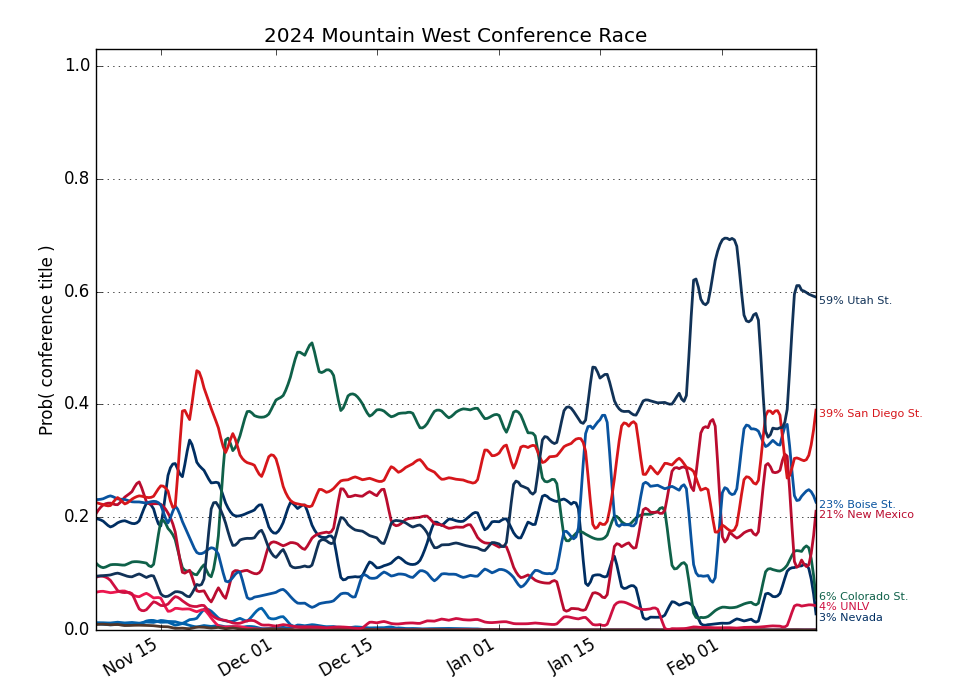 2024 Mountain West Conference Race
Prob( conference title )
1.0
0.8
0.6
0.4
0.2
0.0
Nov 15
Dec 01
Dec 15
Jan 01
Jan 15
Feb 01
59% Utah St.
39% San Diego St.
23% Boise St.
21% New Mexico
6% Colorado St.
4% UNLV
3% Nevada